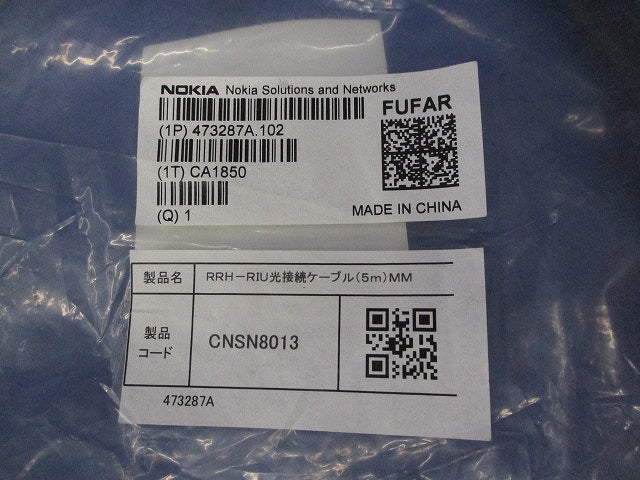 NOKIA Nokia Solutions and Networks
FUFAR
(1P) 473287A.102
(1T) CA1850
(Q) 1
MADE IN CHINA
製品名 RRH－RIU光接続ケーブル(5m)MM
製品
コード
CNSN8013
473287A